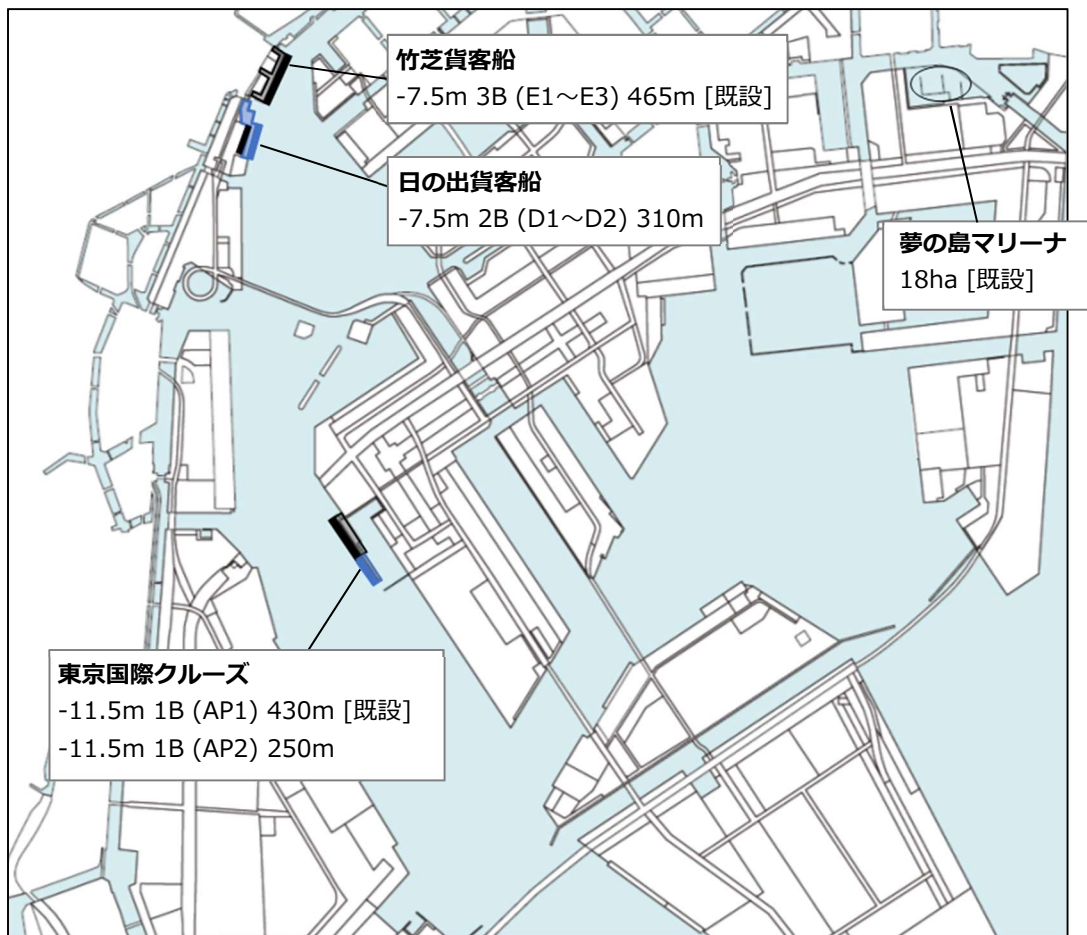 竹芝貨客船
-7.5m 3B (E1～E3) 465m [既設]
日の出貨客船
-7.5m 2B (D1～D2) 310m
夢の島マリーナ
18ha [既設]
東京国際クルーズ
-11.5m 1B (AP1) 430m [既設]
-11.5m 1B (AP2) 250m